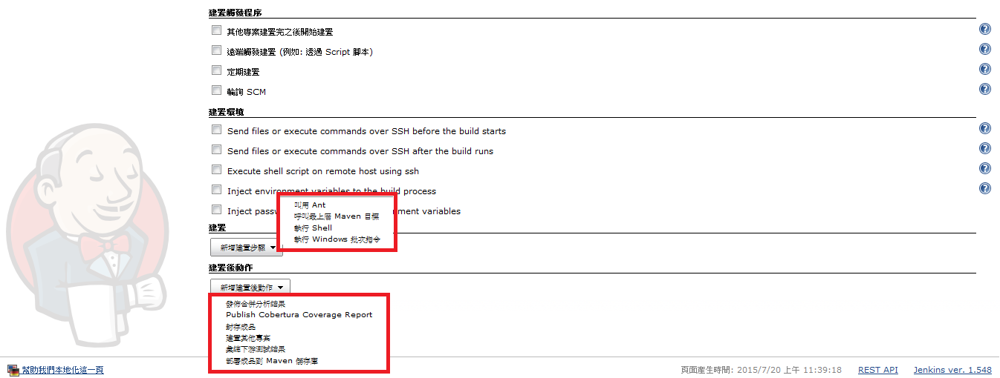 建置觸發程序
其他專案建置完之後開始建置
遠端觸發建置 (例如: 透過 Script 腳本)
定期建置
輪詢 SCM
建置環境
Send files or execute commands over SSH before the build starts
Send files or execute commands over SSH after the build runs
Execute shell script on remote host using ssh
Inject environment variables to the build process
Inject passw ment variables
叫用 Ant
呼叫最上層 Maven 目標
執行 Shell
執行 Windows 批次指令
建置
新增建置步驟
建置後動作
新增建置後動作
發佈合併分析結果
Publish Cobertura Coverage Report
封存成品
建置其他專案
彙總下游測試結果
部署成品到 Maven 儲存庫
幫助我們本地化這一頁
頁面産生時間: 2015/7/20 上午 11:39:18 REST API Jenkins ver. 1.548